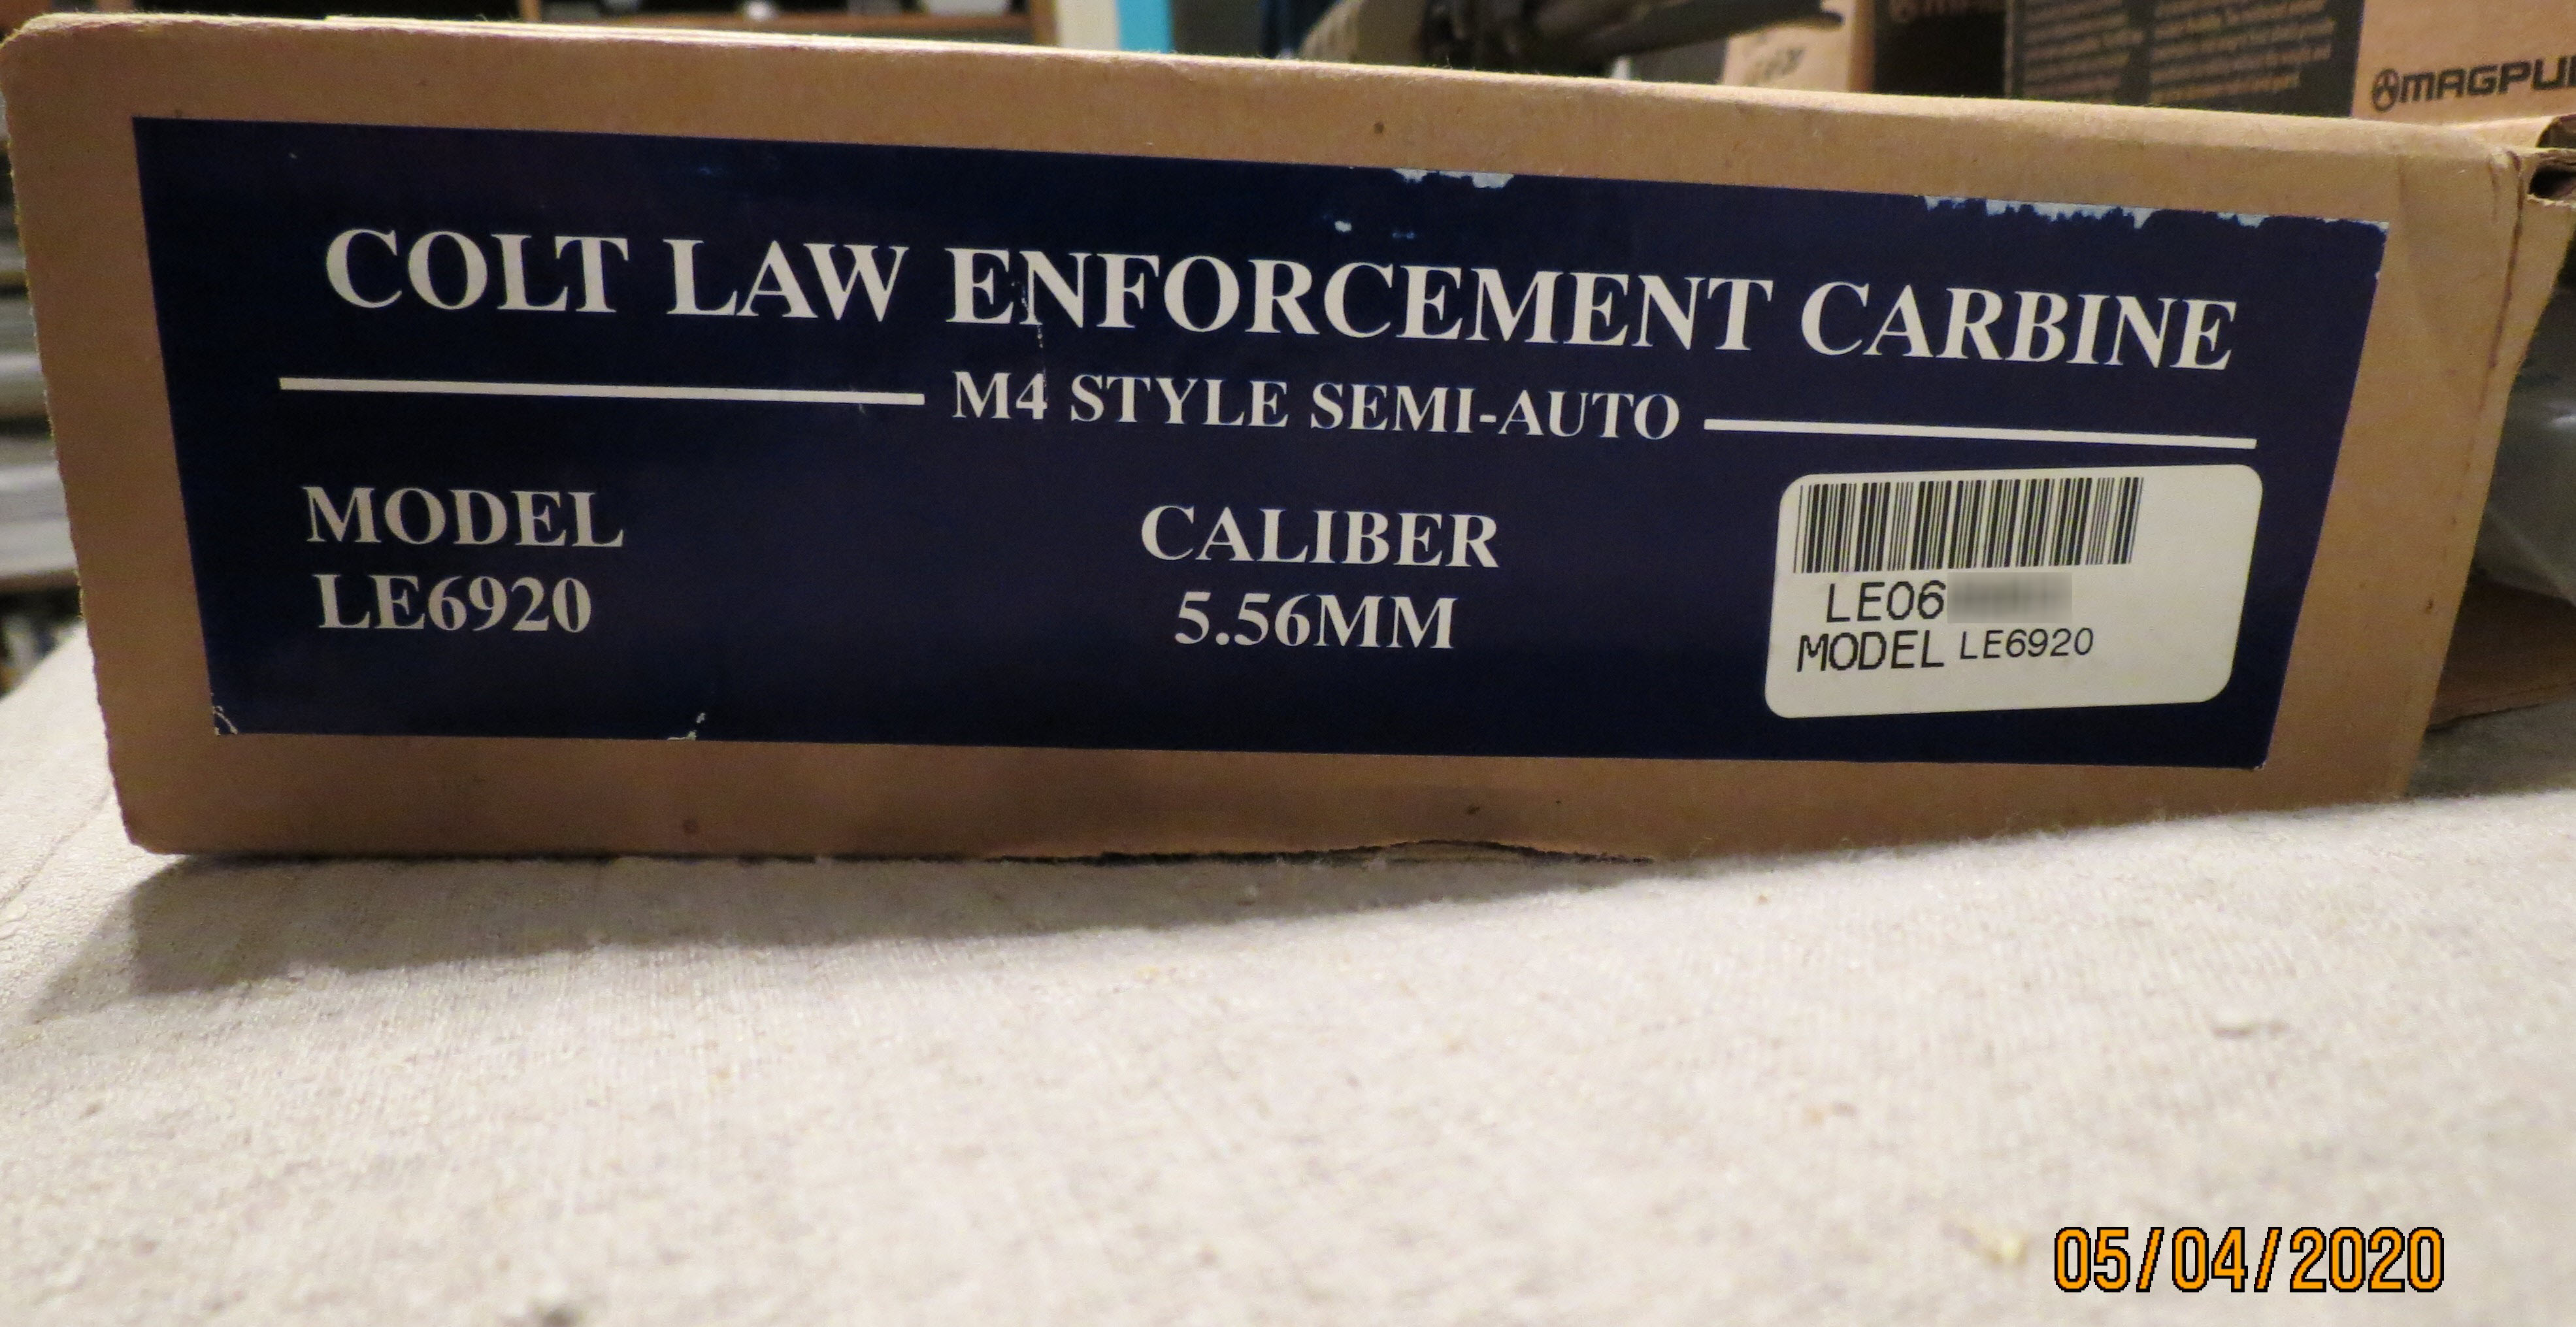 MAGPUL
COLT LAW ENFORCEMENT CARBINE
M4 STYLE SEMI-AUTO
MODEL
LE6920
CALIBER
5.56MM
LE06
MODEL LE6920
05/04/2020